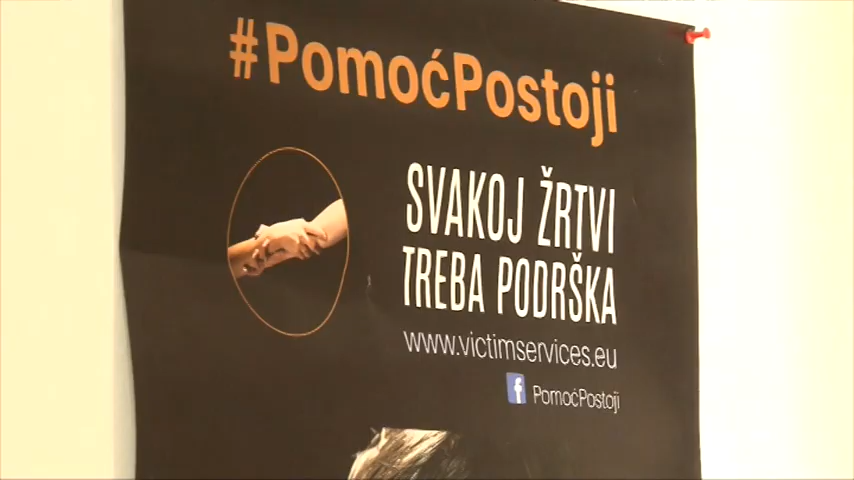 #PomoćPostoji
SVAKOJ ŽRTVI
TREBA PODRŠKA
www.victimservices.eu
f PomoćPostoji